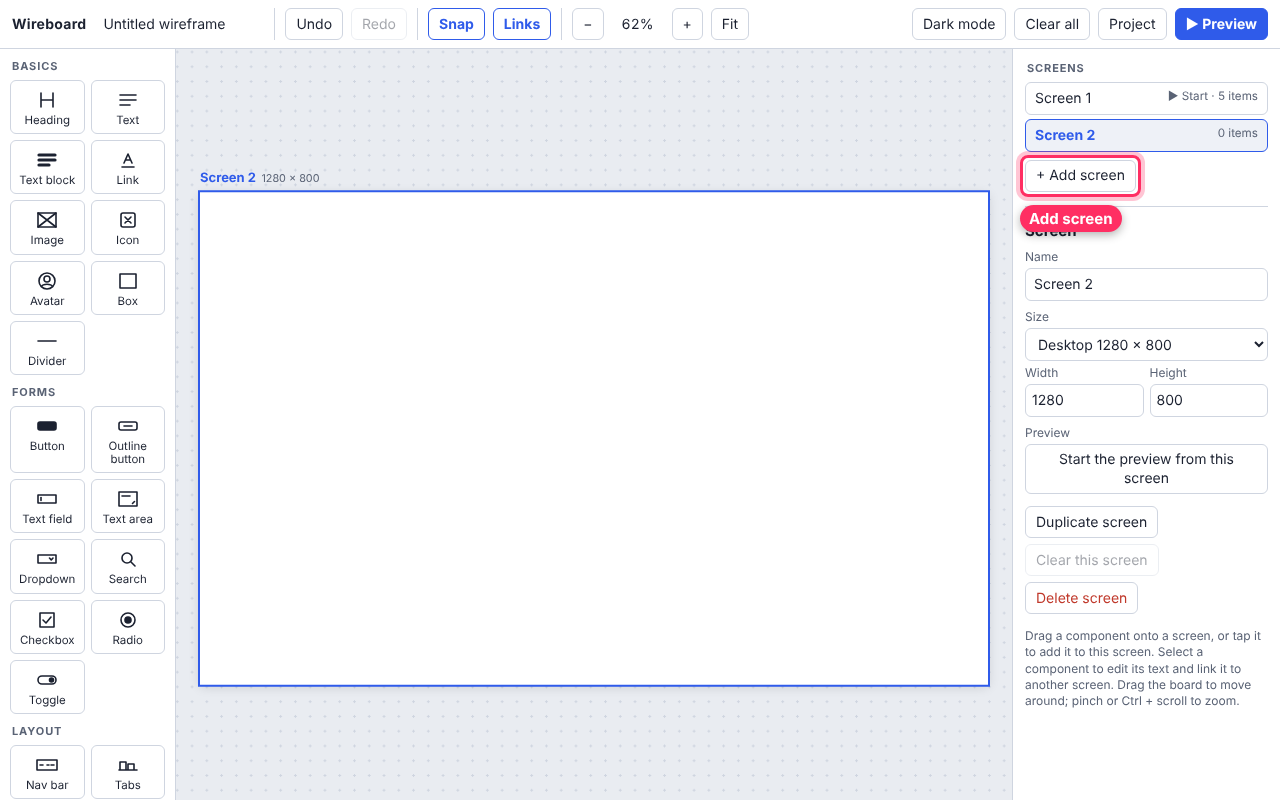 Wireboard
Untitled wireframe
Undo
Redo
Snap
Links
−
62%
+
Fit
Dark mode
Clear all
Project
▶ Preview
BASICS
Heading
Text
Text block
Link
Image
Icon
Avatar
Box
Divider
FORMS
Button
Outline
button
Text field
Text area
Dropdown
Search
Checkbox
Radio
Toggle
LAYOUT
Nav bar
Tabs
Screen 2 1280 × 800
SCREENS
Screen 1
▶ Start · 5 items
Screen 2
0 items
+ Add screen
Add screen
Screen
Name
Screen 2
Size
Desktop 1280 × 800
Width
Height
1280
800
Preview
Start the preview from this
screen
Duplicate screen
Clear this screen
Delete screen
Drag a component onto a screen, or tap it
to add it to this screen. Select a
component to edit its text and link it to
another screen. Drag the board to move
around; pinch or Ctrl + scroll to zoom.